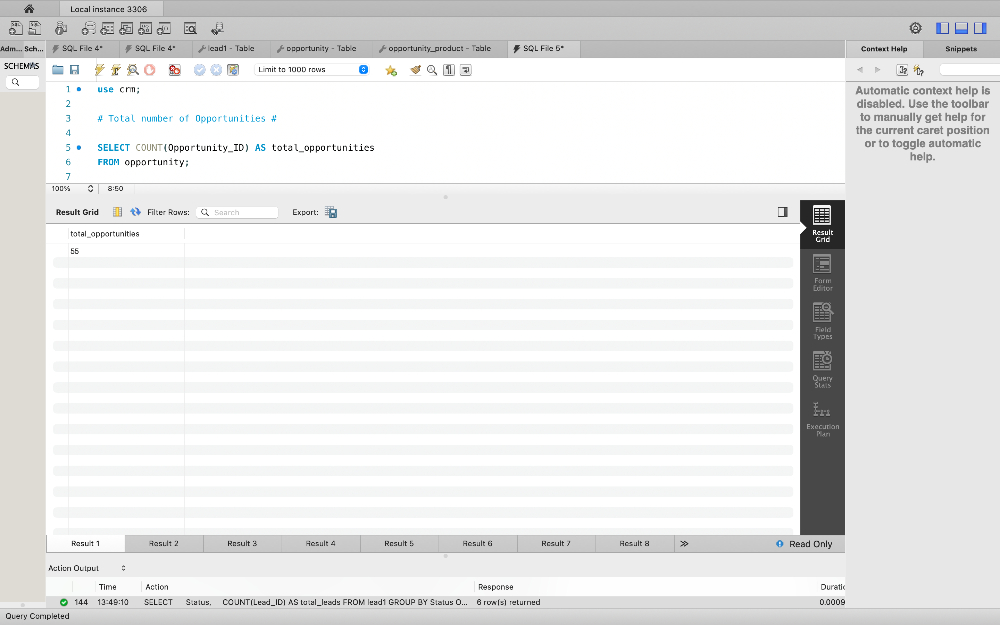 Local instance 3306
SQL SQL
Adm... Sch... SQL File 4* SQL File 4* lead1 - Table opportunity - Table opportunity_product - Table SQL File 5* Context Help Snippets
SCHEMAS Limit to 1000 rows
1 use crm;
2
3 # Total number of Opportunities #
4
5 SELECT COUNT(Opportunity_ID) AS total_opportunities
6 FROM opportunity;
7
Automatic context help is
disabled. Use the toolbar
to manually get help for
the current caret position
or to toggle automatic
help.
100% 8:50
Result Grid Filter Rows: Search Export:
total_opportunities
55
Result
Grid
Form
Editor
Field
Types
Query
Stats
Execution
Plan
Result 1 Result 2 Result 3 Result 4 Result 5 Result 6 Result 7 Result 8 Read Only
Action Output
Time Action Response Duratio
144 13:49:10 SELECT Status, COUNT(Lead_ID) AS total_leads FROM lead1 GROUP BY Status O... 6 row(s) returned 0.0009
Query Completed